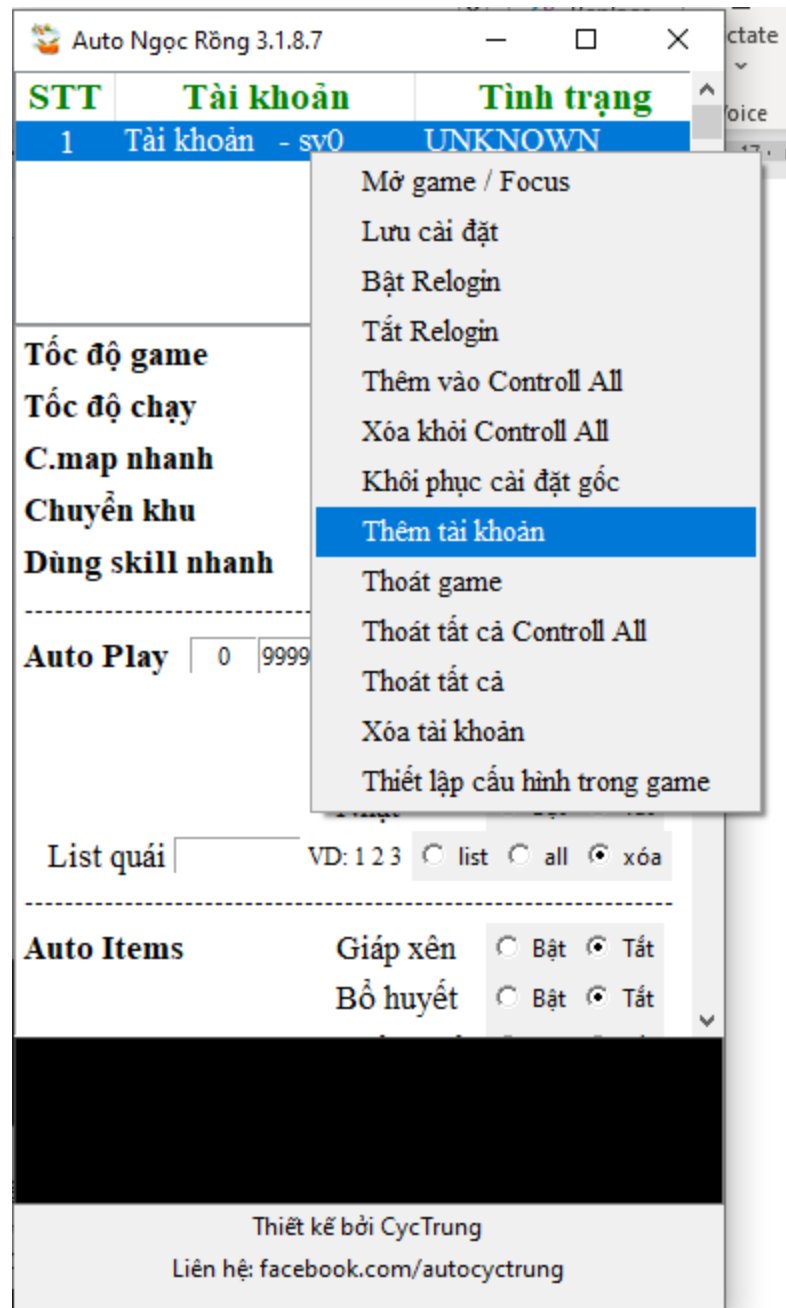 Auto Ngọc Rồng 3.1.8.7
ctate
STT Tài khoản Tình trạng
oice
1 Tài khoản - sv0 UNKNOWN
17
Mở game / Focus
Lưu cài đặt
Bật Relogin
Tắt Relogin
Thêm vào Controll All
Xóa khỏi Controll All
Khôi phục cài đặt gốc
Thêm tài khoản
Thoát game
Thoát tất cả Controll All
Thoát tất cả
Xóa tài khoản
Thiết lập cấu hình trong game
Tốc độ game
Tốc độ chạy
C.map nhanh
Chuyển khu
Dùng skill nhanh
Auto Play 0 9999
List quái VD: 1 2 3 list all xóa
Auto Items Giáp xên Bật Tắt
Bổ huyết Bật Tắt
Thiết kế bởi CycTrung
Liên hệ: facebook.com/autocyctrung